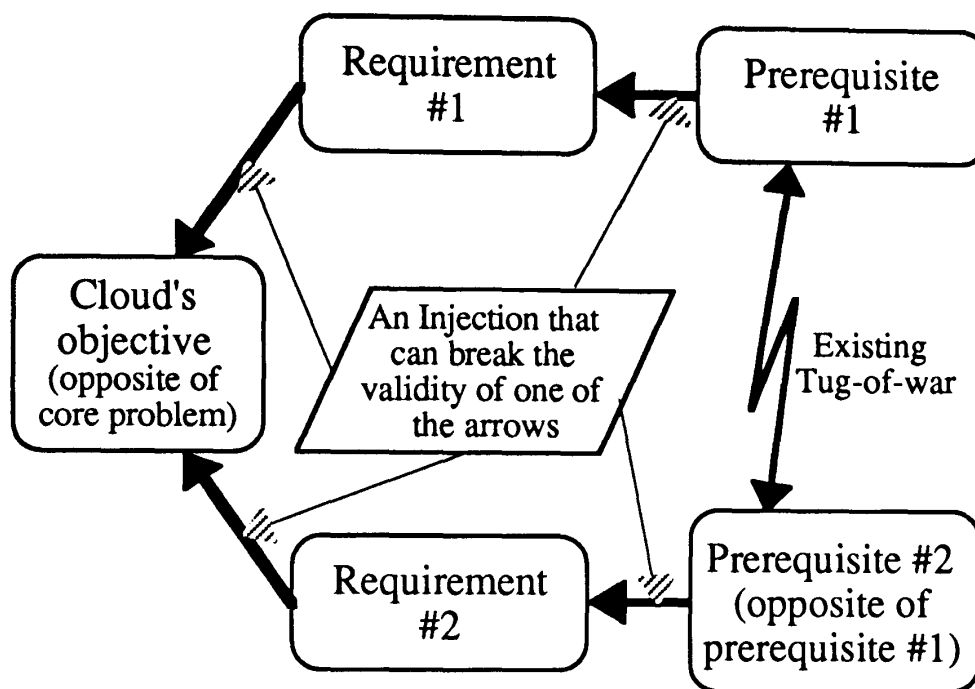 Requirement
#1
Prerequisite
#1
Cloud's
objective
(opposite of
core problem)
An Injection that
can break the
validity of one of
the arrows
Existing
Tug-of-war
Requirement
#2
Prerequisite #2
(opposite of
prerequisite #1)